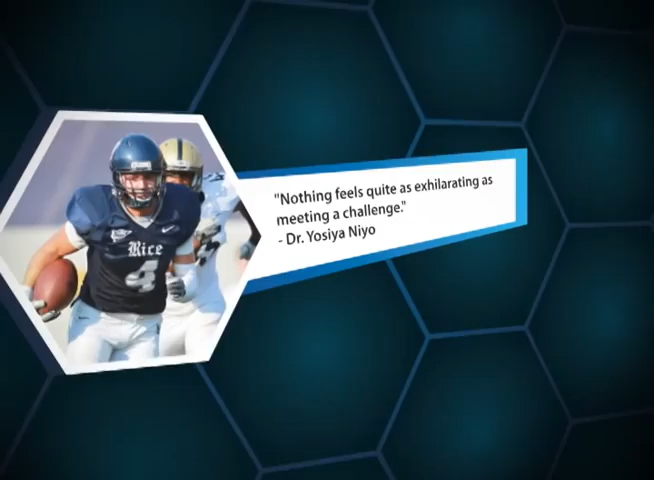 "Nothing feels quite as exhilarating as
meeting a challenge."
- Dr. Yosiya Niyo
Rice
4